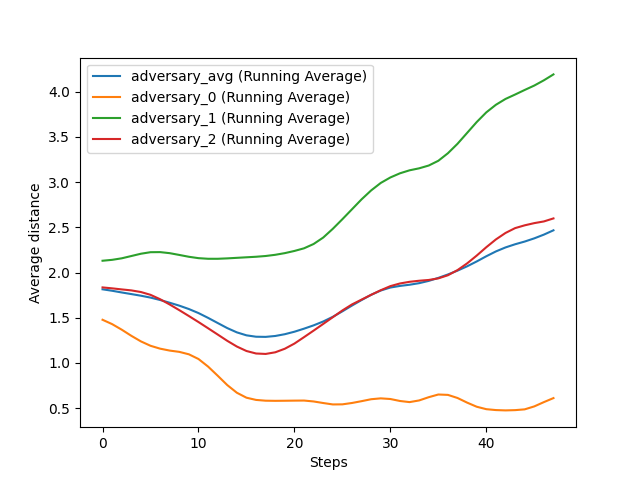 adversary_avg (Running Average)
adversary_0 (Running Average)
adversary_1 (Running Average)
adversary_2 (Running Average)
Average distance
4.0
3.5
3.0
2.5
2.0
1.5
1.0
0.5
0 10 20 30 40
Steps